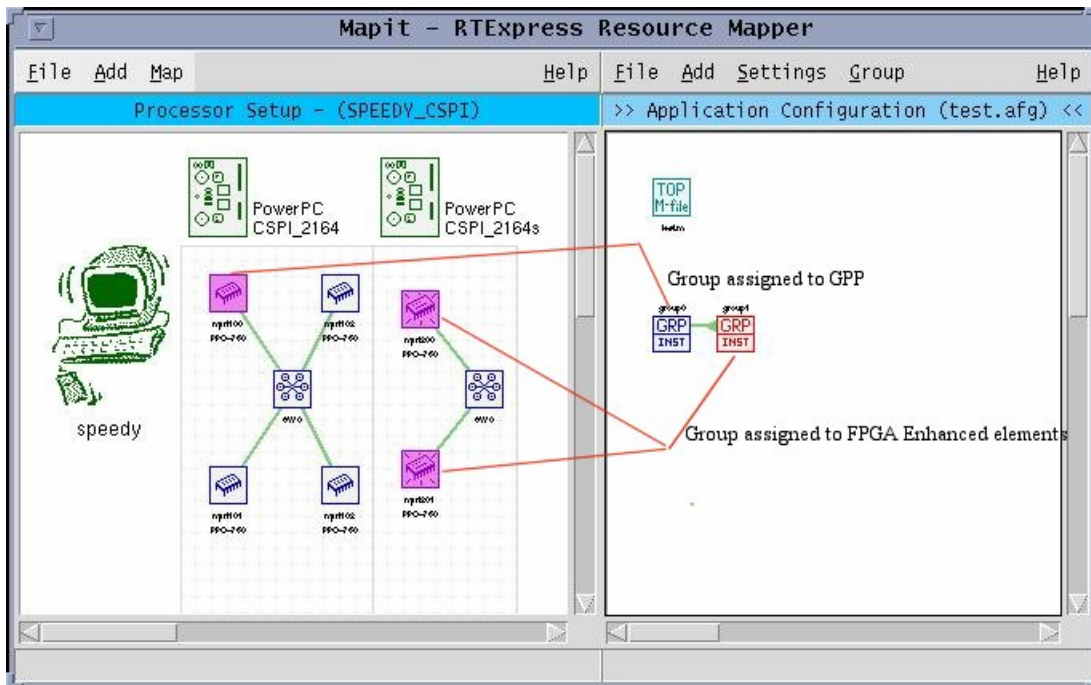 Mapit - RTExpress Resource Mapper
File Add Map Help
Processor Setup - (SPEEDY_CSPI)
PowerPC
CSPI_2164
PowerPC
CSPI_2164s
speedy
File Add Settings Group Help
>> Application Configuration (test.afg) <<
TOP
M-file
Group assigned to GPP
group0
group1
GRP
INST
GRP
INST
Group assigned to FPGA Enhanced elements